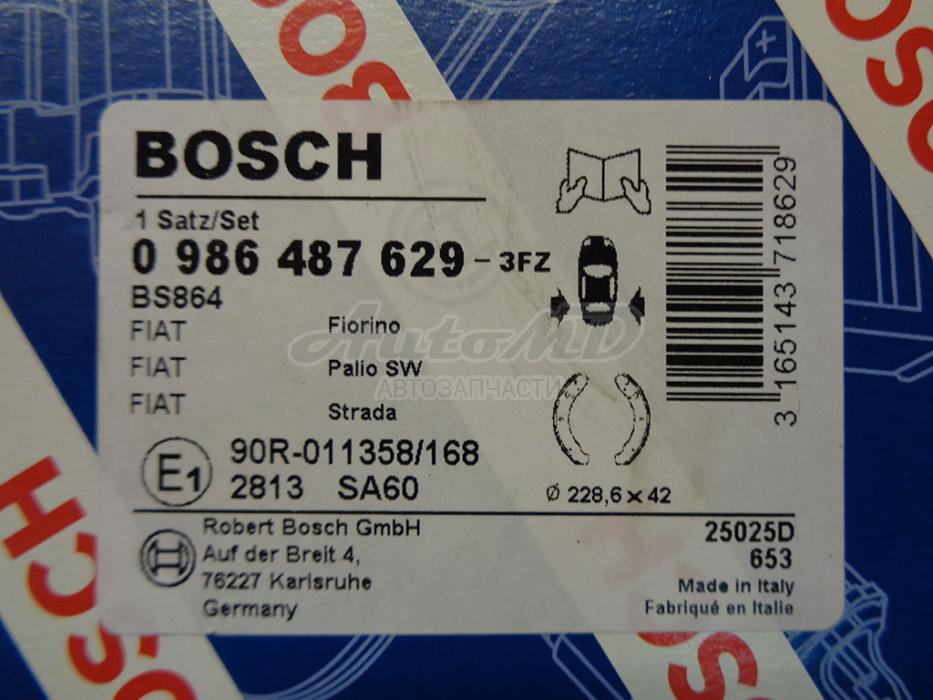 BOSCH
1 Satz/Set
0 986 487 629 - 3FZ
BS864
FIAT Fiorino
FIAT Palio SW
FIAT Strada
E1 90R-011358/168
2813 SA60
Ø 228,6 x 42
3 165143 718629
Robert Bosch GmbH
Auf der Breit 4,
76227 Karlsruhe
Germany
25025D
653
Made in Italy
Fabriqué en Italie
AutoMD
АВТОЗАПЧАСТИ
BOSCH
BOSCH